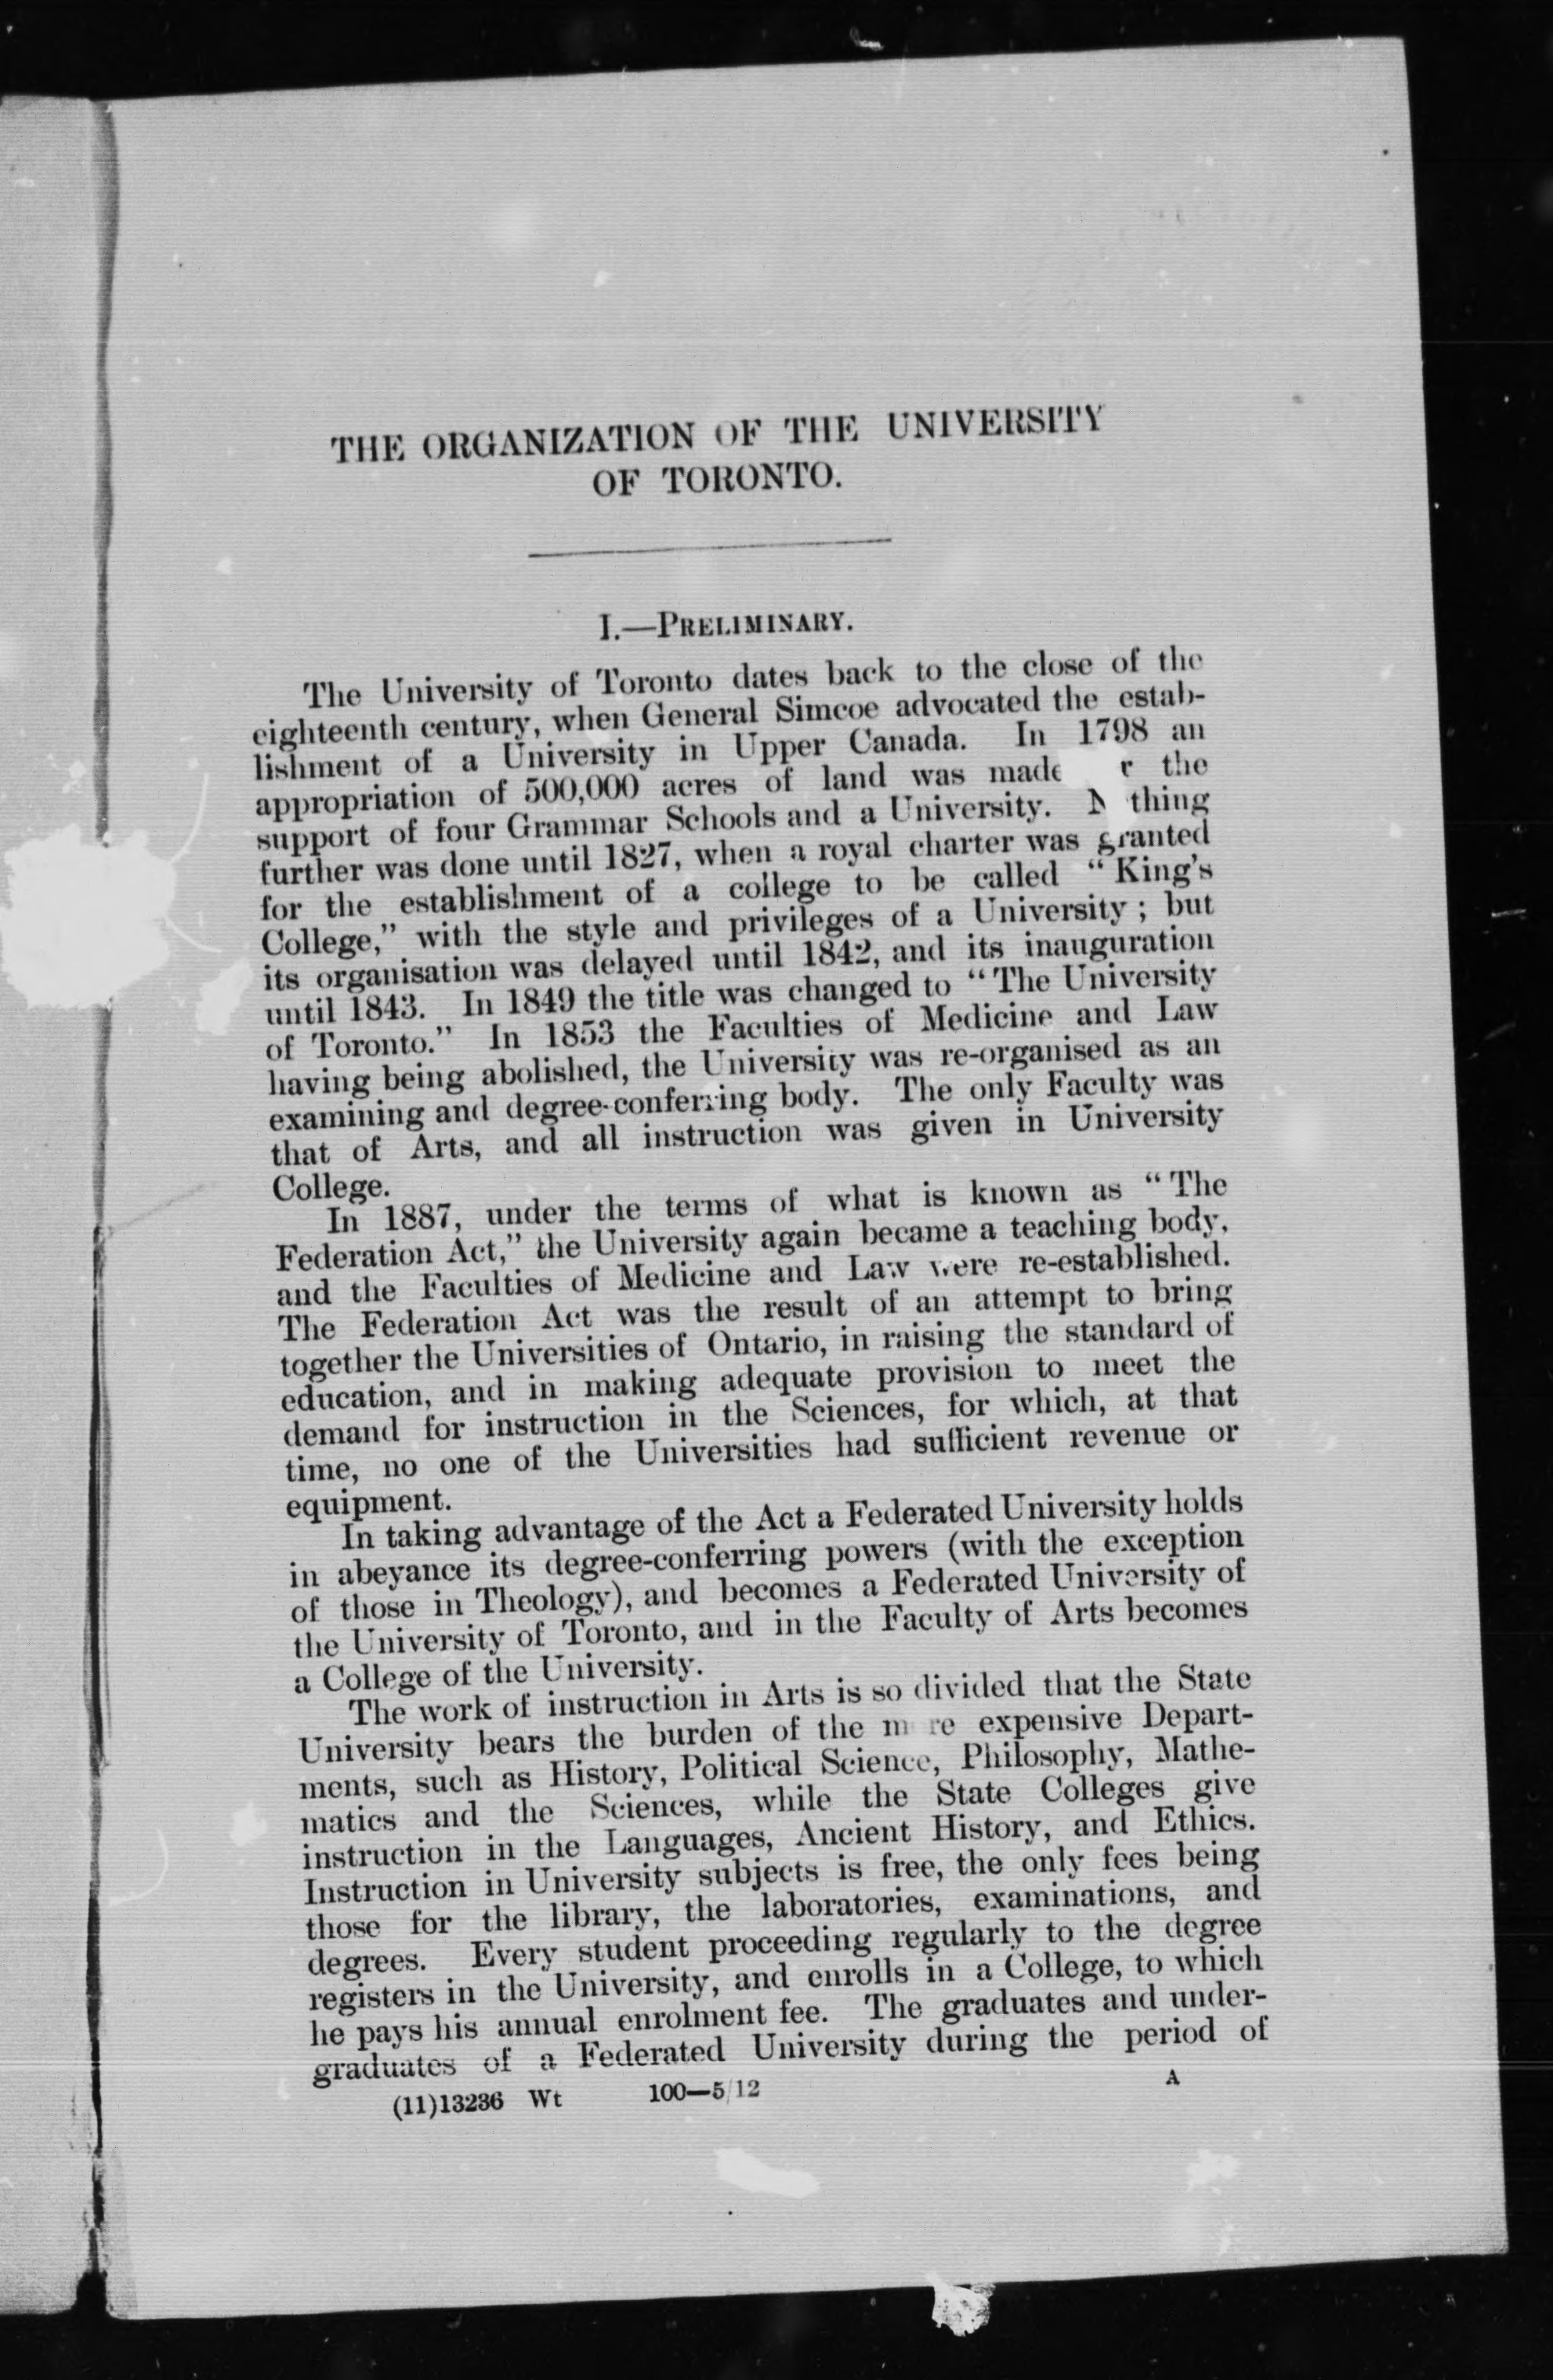 THE ORGANIZATION OF THE UNIVERSITY
OF TORONTO.
I.—PRELIMINARY.
The University of Toronto dates back to the close of the
eighteenth century, when General Simcoe advocated the estab-
lishment of a University in Upper Canada. In 1798 an
appropriation of 500,000 acres of land was made the
support of four Grammar Schools and a University. thing
further was done until 1827, when a royal charter was granted
for the establishment of a college to be called “King’s
College,” with the style and privileges of a University; but
its organisation was delayed until 1842, and its inauguration
until 1843. In 1849 the title was changed to “The University
of Toronto.” In 1853 the Faculties of Medicine and Law
having being abolished, the University was re-organised as an
examining and degree-conferring body. The only Faculty was
that of Arts, and all instruction was given in University
College.
In 1887, under the terms of what is known as “The
Federation Act,” the University again became a teaching body,
and the Faculties of Medicine and Law were re-established.
The Federation Act was the result of an attempt to bring
together the Universities of Ontario, in raising the standard of
education, and in making adequate provision to meet the
demand for instruction in the Sciences, for which, at that
time, no one of the Universities had sufficient revenue or
equipment.
In taking advantage of the Act a Federated University holds
in abeyance its degree-conferring powers (with the exception
of those in Theology), and becomes a Federated University of
the University of Toronto, and in the Faculty of Arts becomes
a College of the University.
The work of instruction in Arts is so divided that the State
University bears the burden of the more expensive Depart-
ments, such as History, Political Science, Philosophy, Mathe-
matics and the Sciences, while the State Colleges give
instruction in the Languages, Ancient History, and Ethics.
Instruction in University subjects is free, the only fees being
those for the library, the laboratories, examinations, and
degrees. Every student proceeding regularly to the degree
registers in the University, and enrolls in a College, to which
he pays his annual enrolment fee. The graduates and under-
graduates of a Federated University during the period of
(11)13236 Wt 100—5/12 A